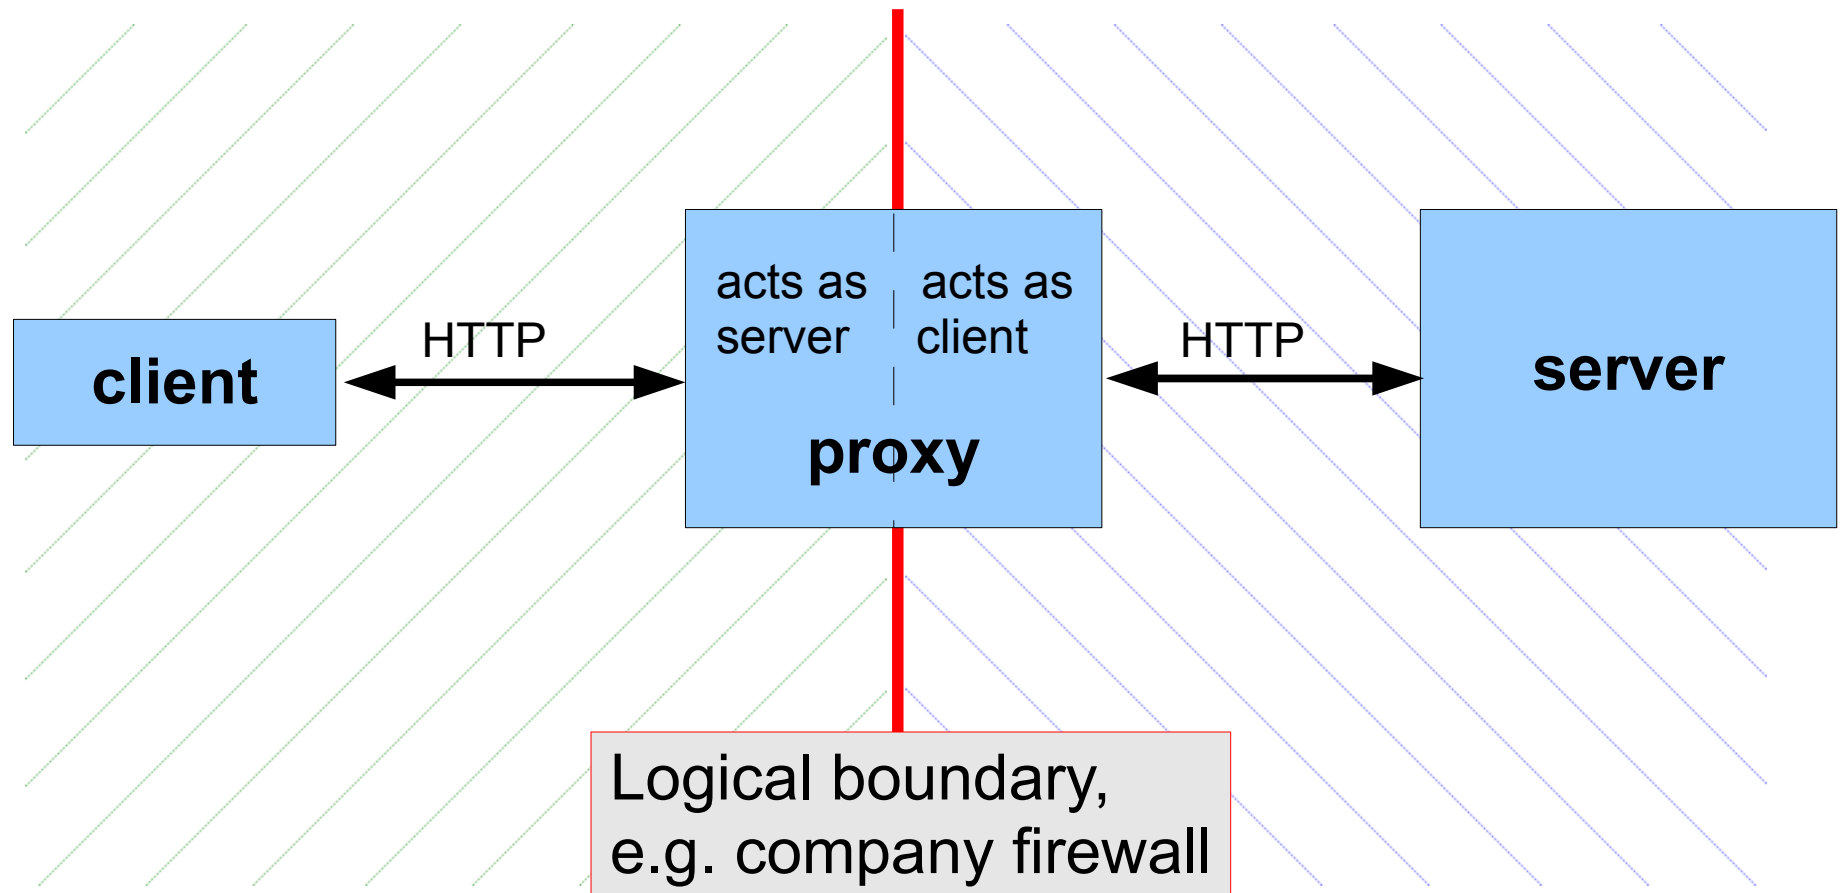 client
HTTP
acts as
server
acts as
client
proxy
HTTP
server
Logical boundary,
e.g. company firewall